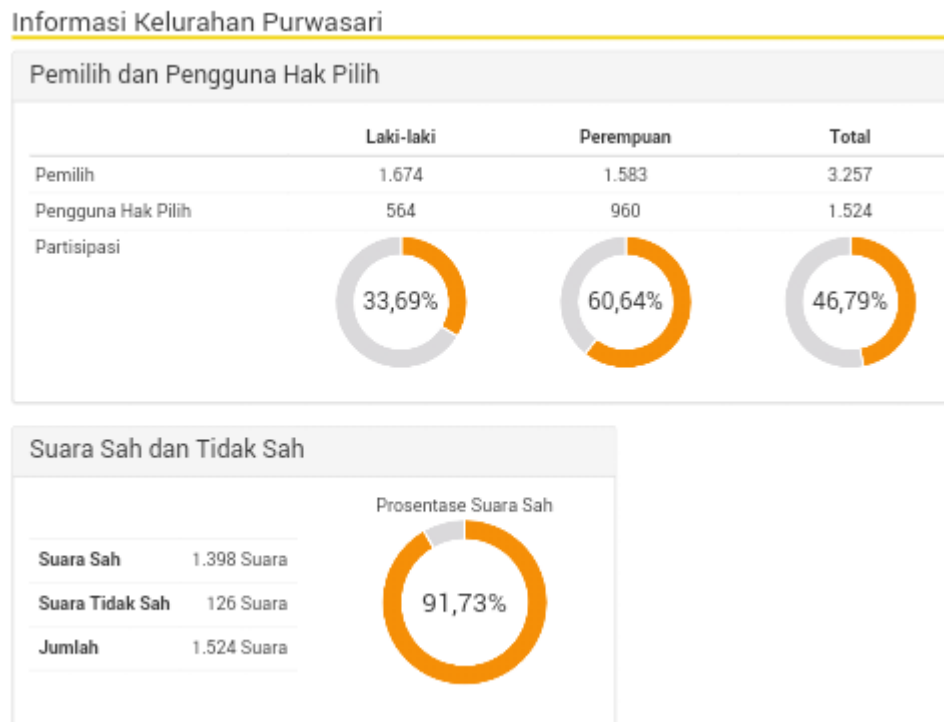 Informasi Kelurahan Purwasari
Pemilih dan Pengguna Hak Pilih
Laki-laki Perempuan Total
Pemilih 1.674 1.583 3.257
Pengguna Hak Pilih 564 960 1.524
Partisipasi
33,69% 60,64% 46,79%
Suara Sah dan Tidak Sah
Prosentase Suara Sah
Suara Sah 1.398 Suara
Suara Tidak Sah 126 Suara
91,73%
Jumlah 1.524 Suara